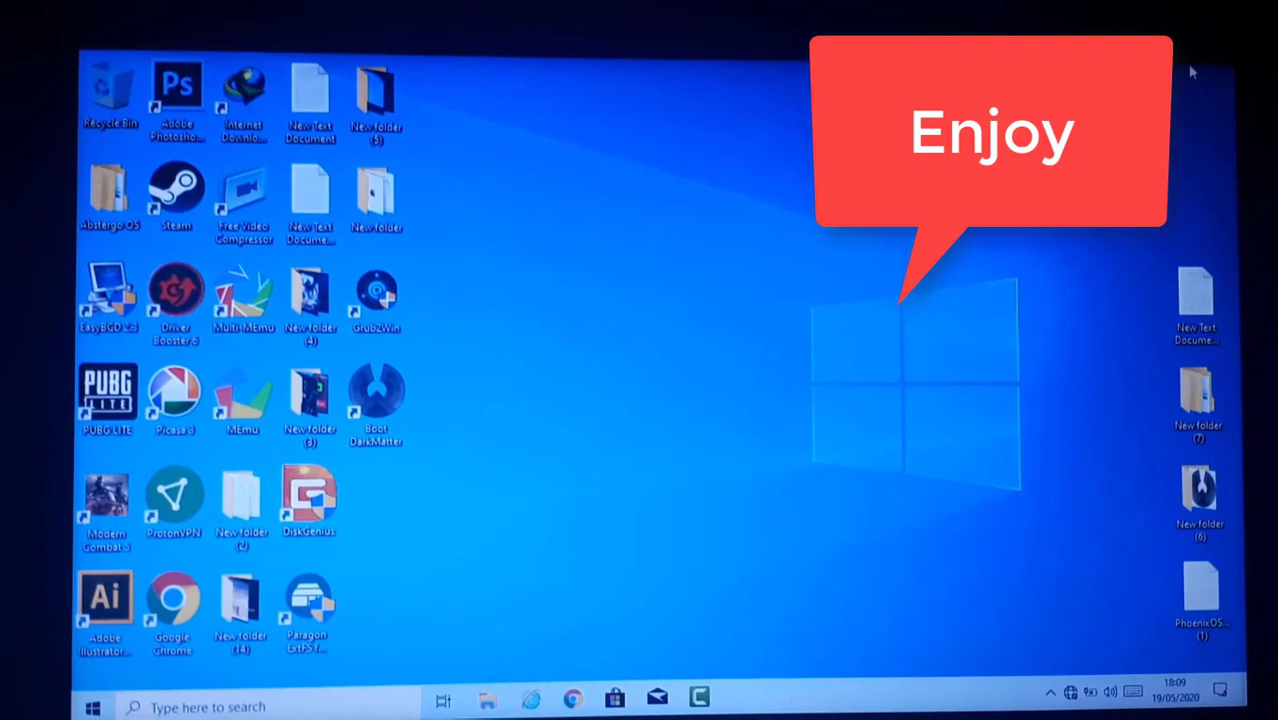 Enjoy
Recycle Bin
Ps
Adobe
Photosho...
Internet
Downlo...
New Text
Document
New folder
(5)
Abstergo OS
Steam
Free Video
Compressor
New Text
Docume...
New folder
EasyBCD 2.3
Driver
Booster 6
Multi-MEmu
New folder
(4)
Grub2Win
New Text
Docume...
PUBG
LITE
PUBG LITE
Picasa 3
MEmu
New folder
(3)
Boot
DarkMatter
New folder
(7)
Modern
Combat 5
ProtonVPN
New folder
(2)
DiskGenius
New folder
(6)
Ai
Adobe
Illustrator...
Google
Chrome
New folder
(14)
Paragon
ExtFS f...
PhoenixOS...
(1)
Type here to search
18:09
19/05/2020